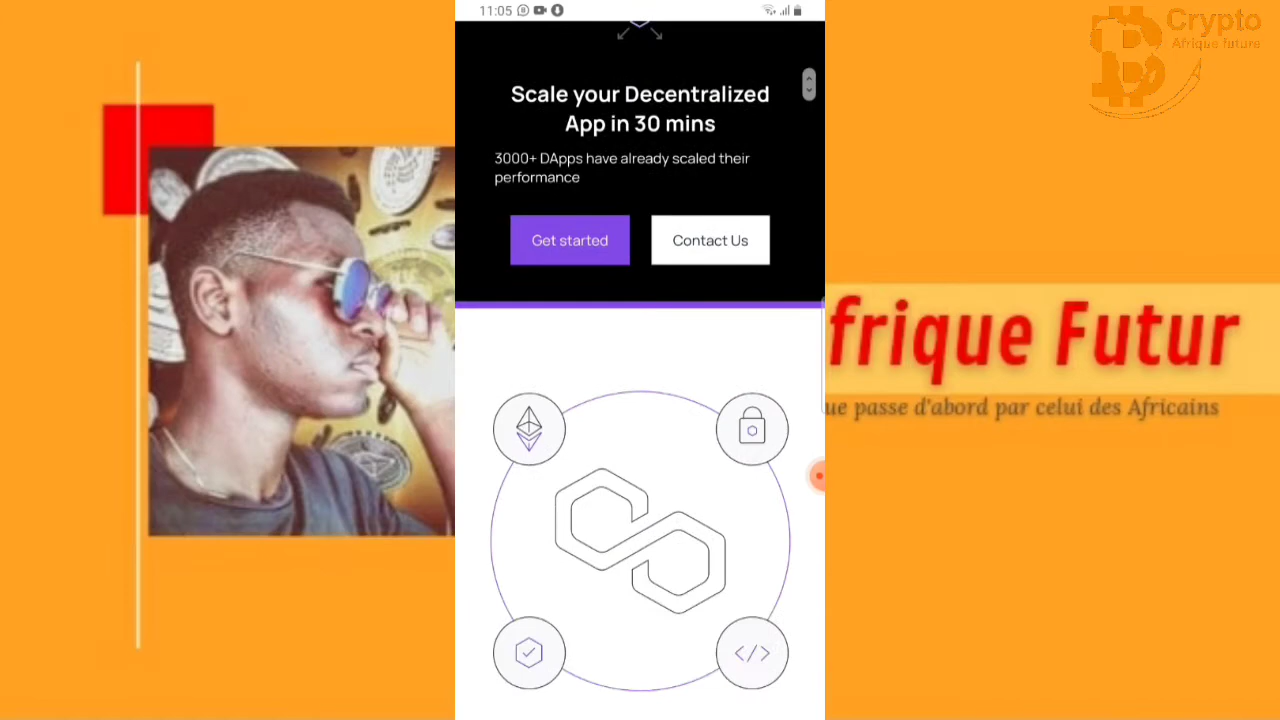 11:05
Crypto
Afrique future
Scale your Decentralized
App in 30 mins
3000+ DApps have already scaled their
performance
Get started
Contact Us
frique Futur
ue passe d'abord par celui des Africains